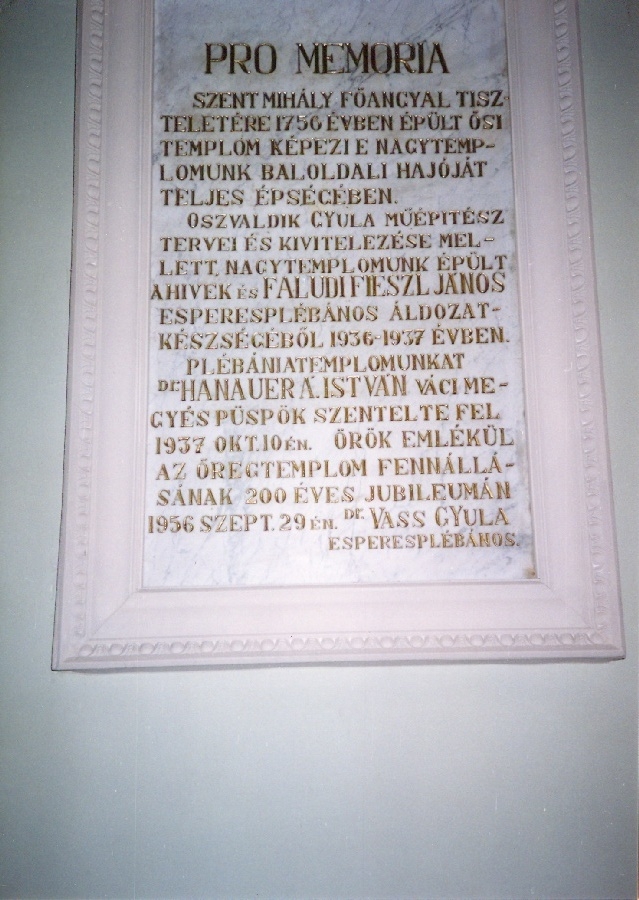 PRO MEMORIA
SZENT MIHÁLY FŐANGYAL TISZ-
TELETÉRE 1756 ÉVBEN ÉPÜLT ŐSI
TEMPLOM KÉPEZI E NAGYTEMP-
LOMUNK BALOLDALI HAJÓJÁT
TELJES ÉPSÉGÉBEN.
OSZVALDIK GYULA MŰÉPITÉSZ
TERVEI ÉS KIVITELEZÉSE MEL-
LETT, NAGYTEMPLOMUNK ÉPÜLT
A HIVEK ÉS FALUDI FIESZL JÁNOS
ESPERESPLÉBÁNOS ÁLDOZAT-
KÉSZSÉGÉBŐL 1936-1937 ÉVBEN.
PLÉBÁNIATEMPLOMUNKAT
DR HANAUER Á. ISTVÁN VÁCI ME-
GYÉSPÜSPÖK SZENTELTE FEL
1937 OKT.10 ÉN. ÖRÖK EMLÉKÜL
AZ ÖREGTEMPLOM FENNÁLLÁ-
SÁNAK 200 ÉVES JUBILEUMÁN
1956 SZEPT. 29 ÉN. DR. VASS GYULA
ESPERESPLÉBÁNOS.